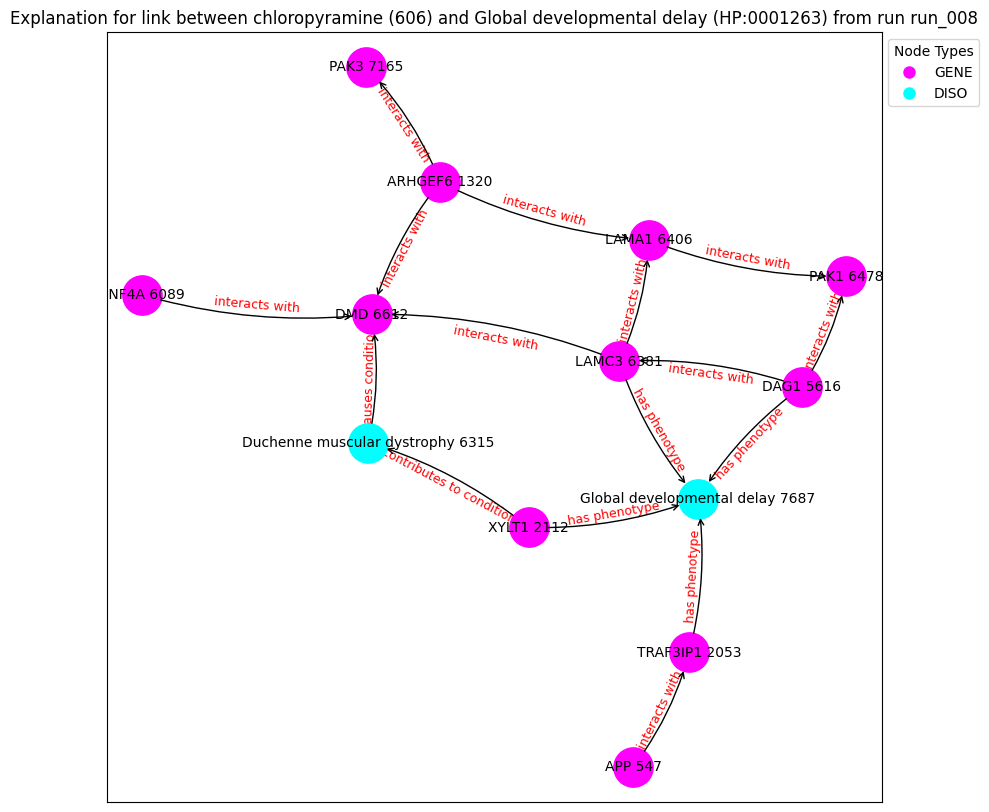 Explanation for link between chloropyramine (606) and Global developmental delay (HP:0001263) from run run_008
Node Types
GENE
DISO
PAK3 7165
interacts with
ARHGEF6 1320
interacts with
interacts with
LAMA1 6406
interacts with
PAK1 6478
NF4A 6089
interacts with
DMD 6612
interacts with
interacts with
LAMC3 6381
interacts with
interacts with
DAG1 5616
auses conditio
has phenotype
has phenotype
Duchenne muscular dystrophy 6315
contributes to condition
Global developmental delay 7687
XYLT1 2112
has phenotype
has phenotype
TRAF3IP1 2053
interacts with
APP 547